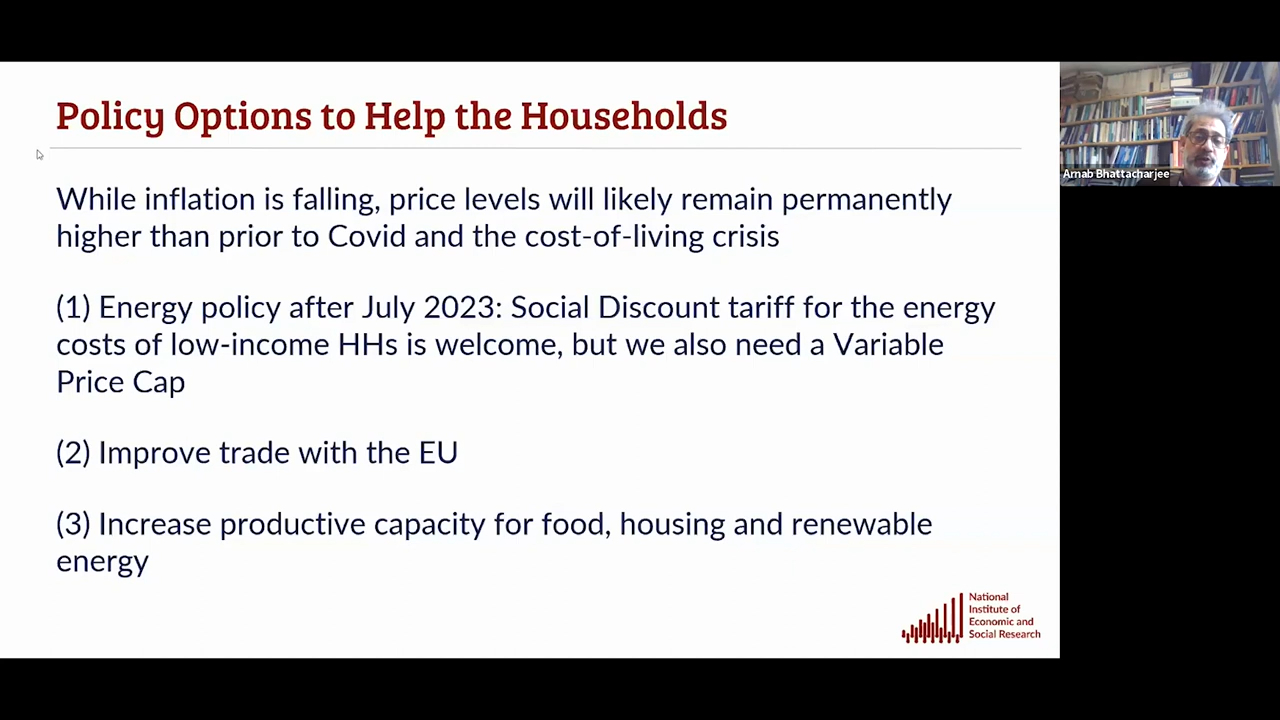 Policy Options to Help the Households
While inflation is falling, price levels will likely remain permanently
higher than prior to Covid and the cost-of-living crisis
(1) Energy policy after July 2023: Social Discount tariff for the energy
costs of low-income HHs is welcome, but we also need a Variable
Price Cap
(2) Improve trade with the EU
(3) Increase productive capacity for food, housing and renewable
energy
National
Institute of
Economic and
Social Research
Arnab Bhattacharjee